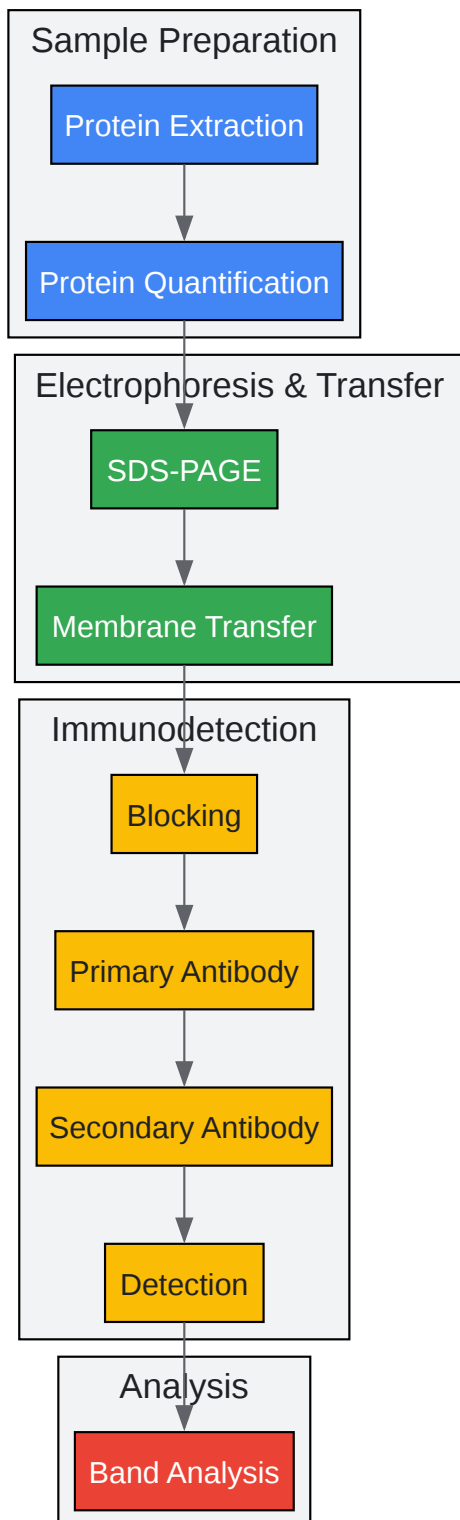 Sample Preparation
Protein Extraction
Protein Quantification
Electrophoresis & Transfer
SDS-PAGE
Membrane Transfer
Immunodetection
Blocking
Primary Antibody
Secondary Antibody
Detection
Analysis
Band Analysis